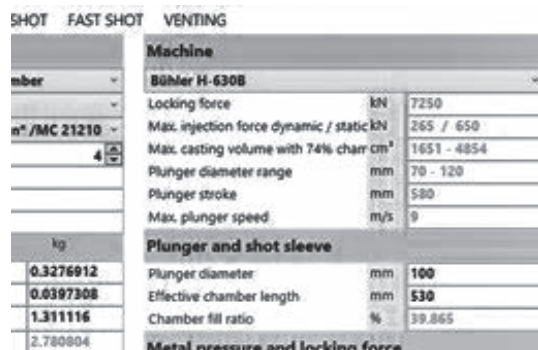 SHOT FAST SHOT VENTING
Machine
mber
Bühler H-630B
Locking force kN 7250
n° /MC 21210
Max. injection force dynamic / static kN 265 / 650
4
Max. casting volume with 74% cham cm³ 1651 - 4854
Plunger diameter range mm 70 - 120
Plunger stroke mm 580
Max. plunger speed m/s 9
kg
Plunger and shot sleeve
0.3276912
Plunger diameter mm 100
0.0397308
Effective chamber length mm 530
1.311116
Chamber fill ratio % 39.865
2.780804
Metal pressure and locking force